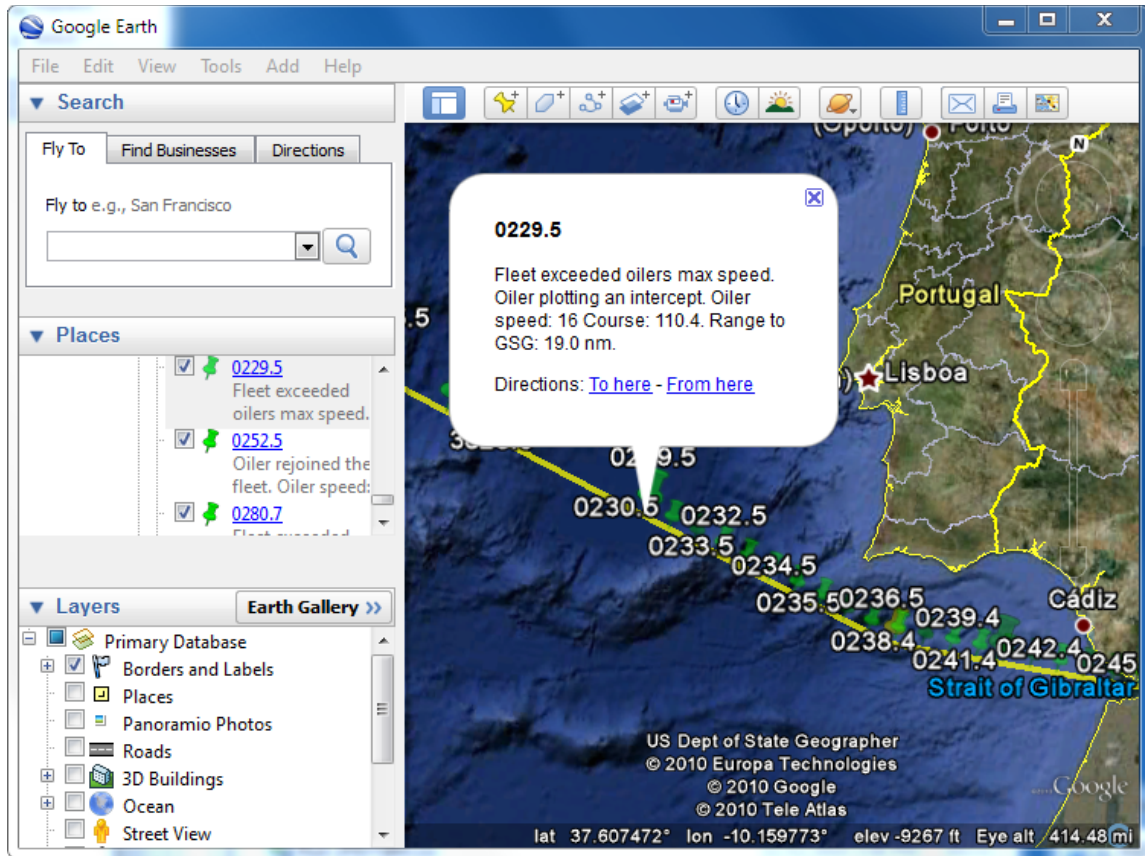 Google Earth
File Edit View Tools Add Help
Search
Fly To Find Businesses Directions
Fly to e.g., San Francisco
Places
0229.5
Fleet exceeded
oilers max speed.
0252.5
Oiler rejoined the
fleet. Oiler speed:
0280.7
Fleet exceeded
Layers
Earth Gallery >>
Primary Database
Borders and Labels
Places
Panoramio Photos
Roads
3D Buildings
Ocean
Street View
(Oporto) Porto
N
0229.5
Fleet exceeded oilers max speed.
Oiler plotting an intercept. Oiler
speed: 16 Course: 110.4. Range to
GSG: 19.0 nm.
Directions: To here - From here
.5
Portugal
Lisboa
0230.5
0232.5
0233.5
0234.5
0235.5
0236.5
0238.4
0239.4
0241.4
0242.4
0245
Cádiz
Strait of Gibraltar
US Dept of State Geographer
© 2010 Europa Technologies
© 2010 Google
© 2010 Tele Atlas
Google
lat 37.607472° lon -10.159773° elev -9267 ft Eye alt 414.48 mi